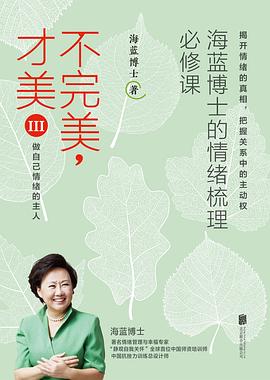 不完美,
才美
III
做自己情绪的主人
海蓝博士 著
揭开情绪的真相，把握关系中的主动权
海蓝博士的情绪梳理
必修课
海蓝博士
著名情绪管理与幸福专家
“静观自我关怀”全球首位中国师资培训师
中国抗挫力训练总设计师